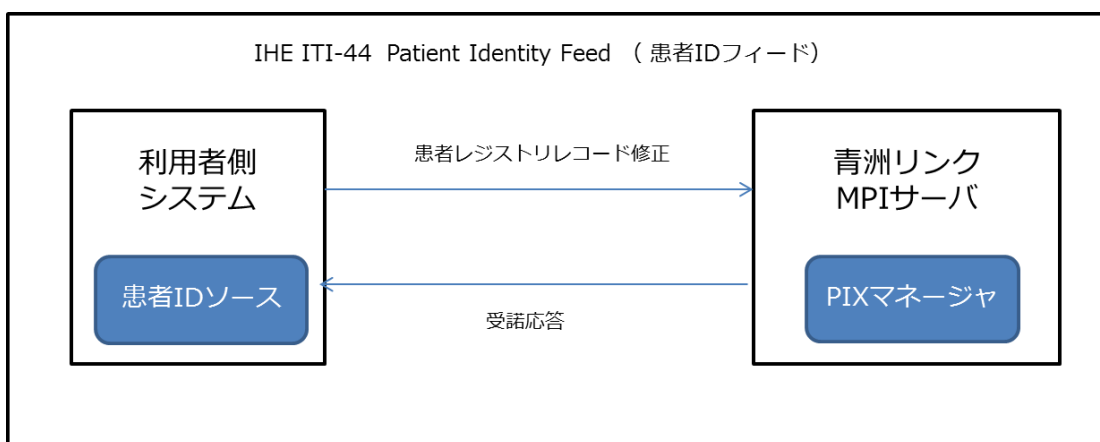 IHE ITI-44 Patient Identity Feed （ 患者IDフィード）
利用者側
システム
患者IDソース
患者レジストリレコード修正
受諾応答
青洲リンク
MPIサーバ
PIXマネージャ